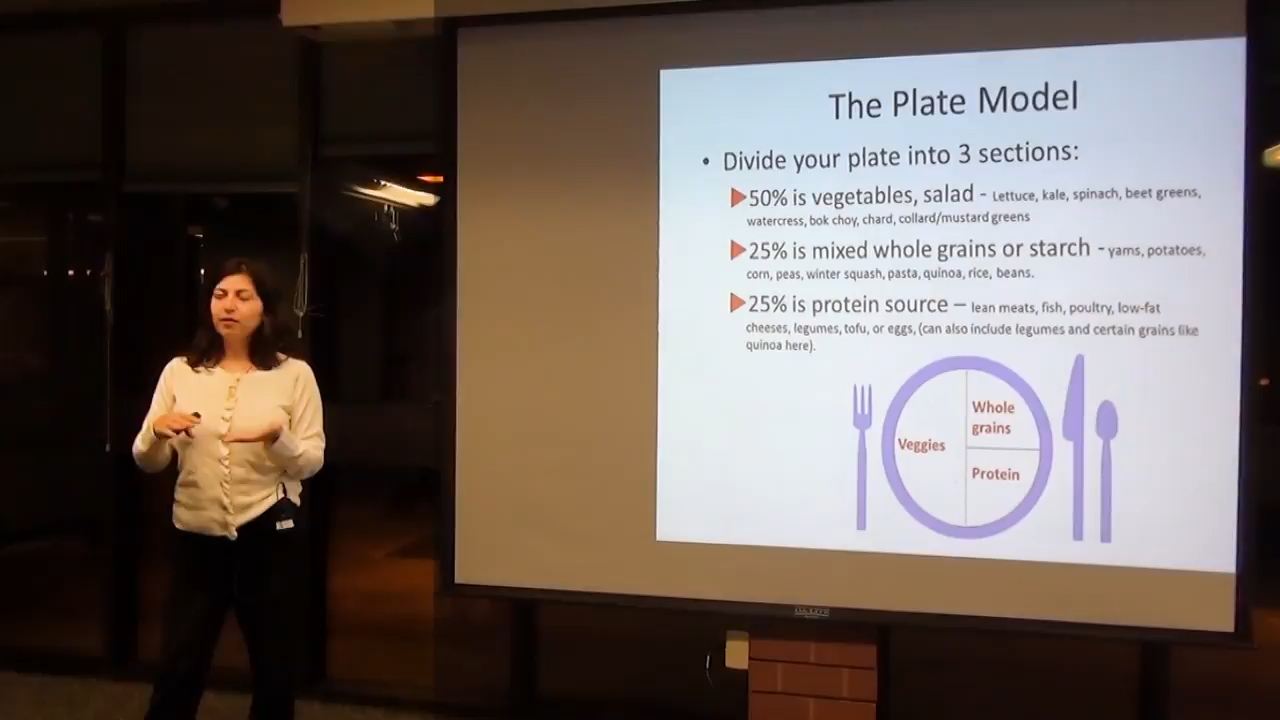 The Plate Model
• Divide your plate into 3 sections:
50% is vegetables, salad - Lettuce, kale, spinach, beet greens,
watercress, bok choy, chard, collard/mustard greens
25% is mixed whole grains or starch - yams, potatoes,
corn, peas, winter squash, pasta, quinoa, rice, beans.
25% is protein source – lean meats, fish, poultry, low-fat
cheeses, legumes, tofu, or eggs, (can also include legumes and certain grains like
quinoa here).
Veggies
Whole
grains
Protein